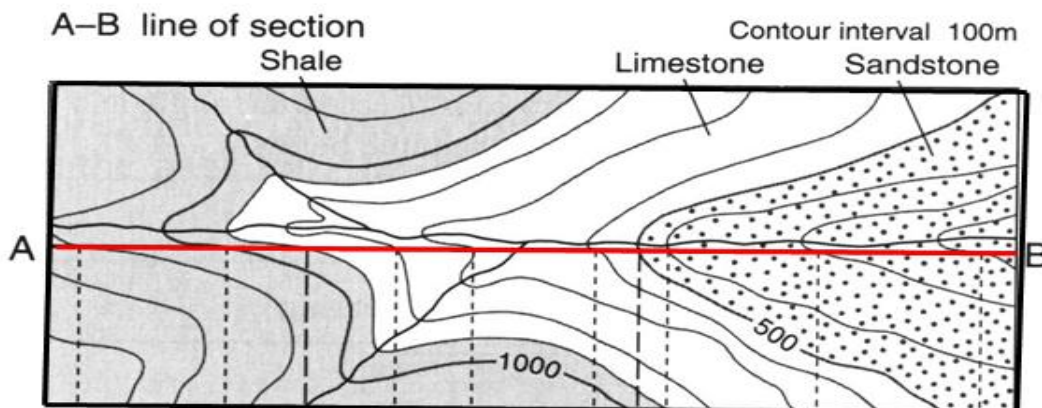 A–B line of section
Contour interval 100m
Shale
Limestone
Sandstone
A
B
500
1000